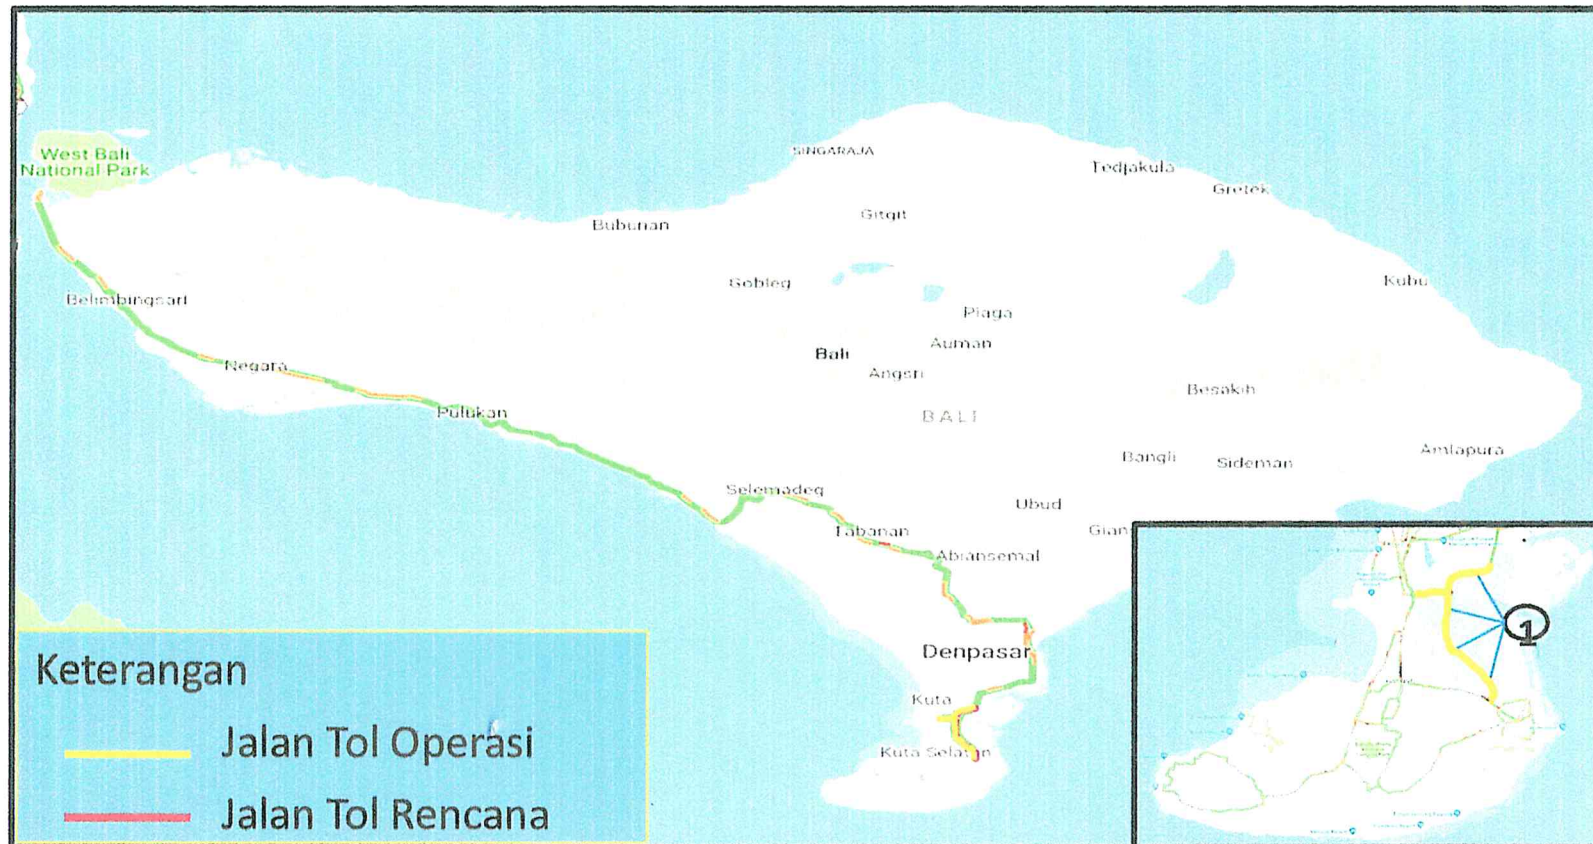 West Bali
National Park
SINGARAJA
Tedjakula
Gretek
Gitgit
Bubunan
Gobleg
Kubu
Belimbingsari
Piaga
Auman
Bali
Angsri
Negara
Besakih
Pulukan
BALI
Amlapura
Bangli
Sideman
Selemadeg
Ubud
Tabanan
Gian
Abiansemal
Denpasar
Kuta
Kuta Selatan
1
Keterangan
Jalan Tol Operasi
Jalan Tol Rencana